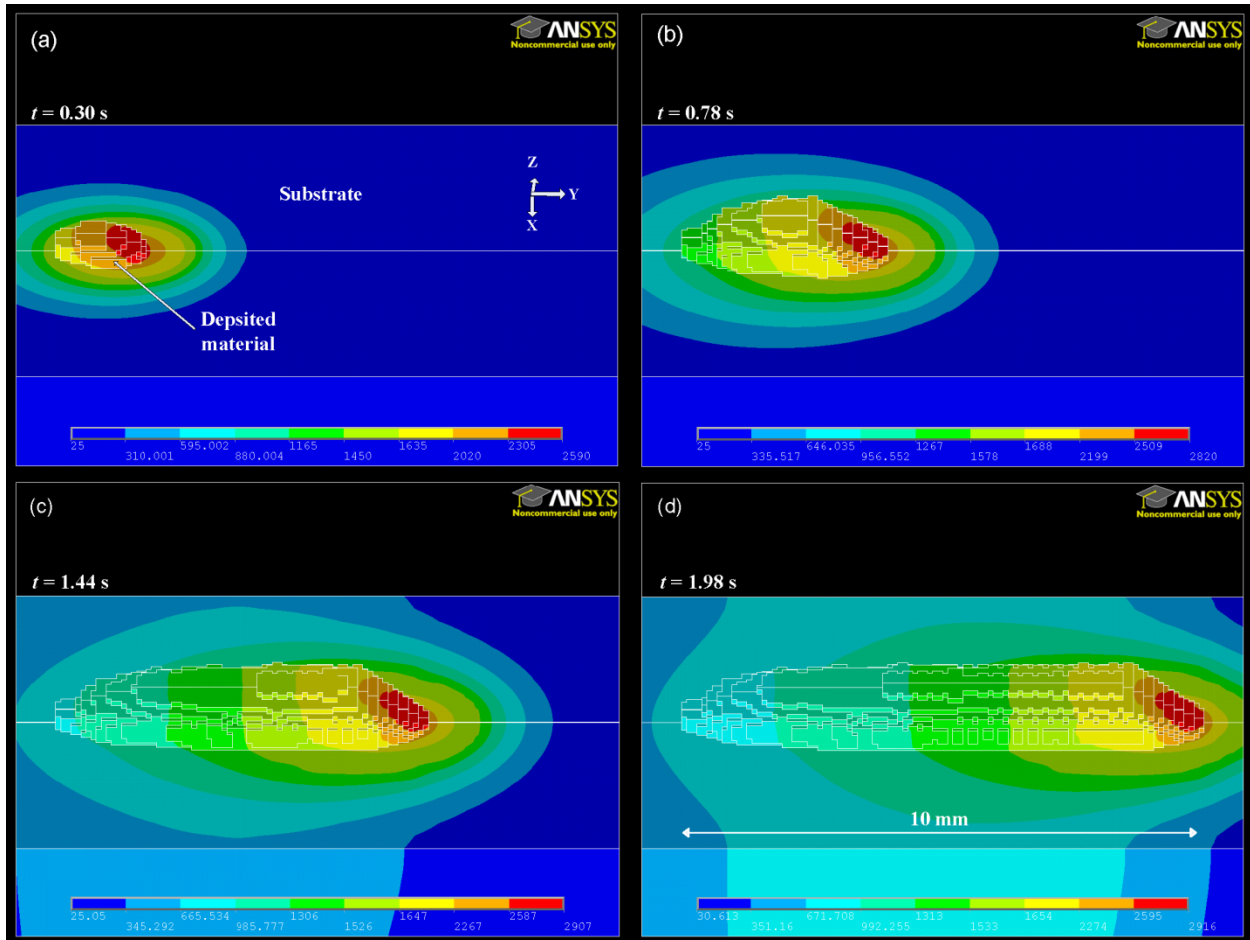 (a)
ANSYS
Noncommercial use only
t = 0.30 s
Z
Y
X
Substrate
Depsited
material
25 595.002 1165 1635 2305
310.001 880.004 1450 2020 2590
(b)
ANSYS
Noncommercial use only
t = 0.78 s
25 646.035 1267 1688 2509
335.517 956.552 1578 2199 2820
(c)
ANSYS
Noncommercial use only
t = 1.44 s
25.05 665.534 1306 1647 2587
345.292 985.777 1526 2267 2907
(d)
ANSYS
Noncommercial use only
t = 1.98 s
10 mm
30.613 671.708 1313 1654 2595
351.16 992.255 1533 2274 2916